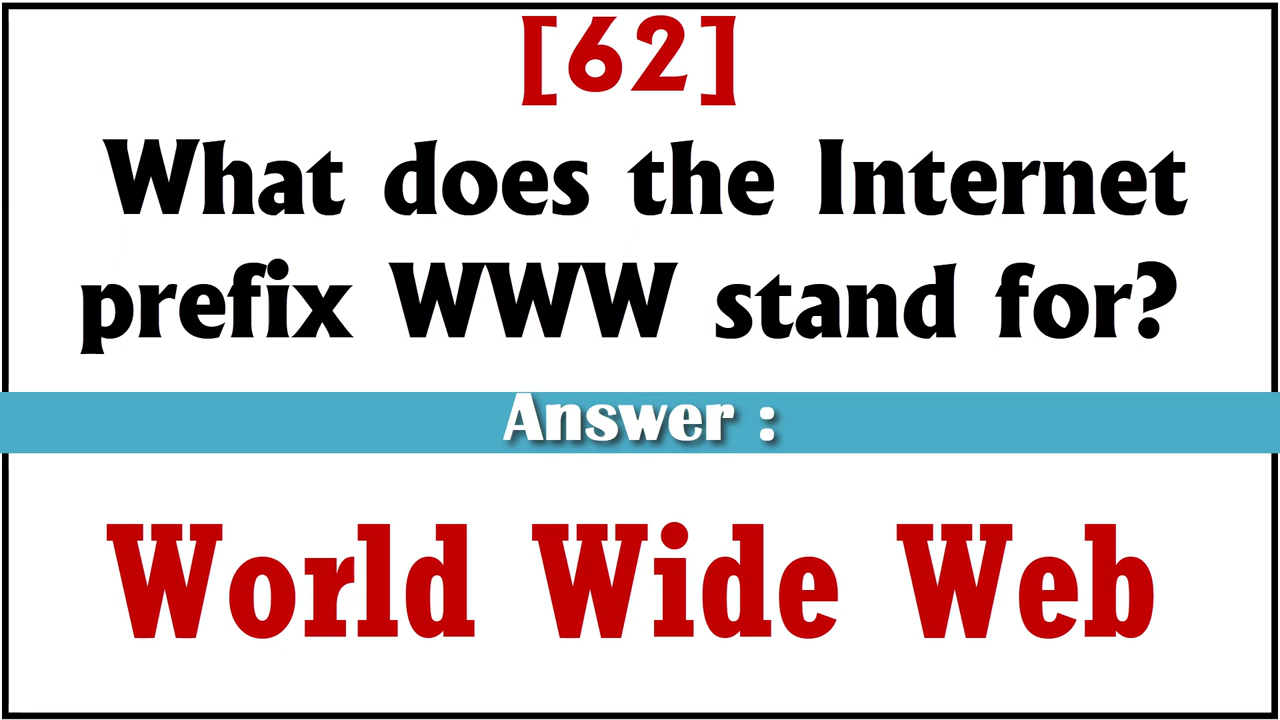 [62]
What does the Internet
prefix WWW stand for?
Answer :
World Wide Web